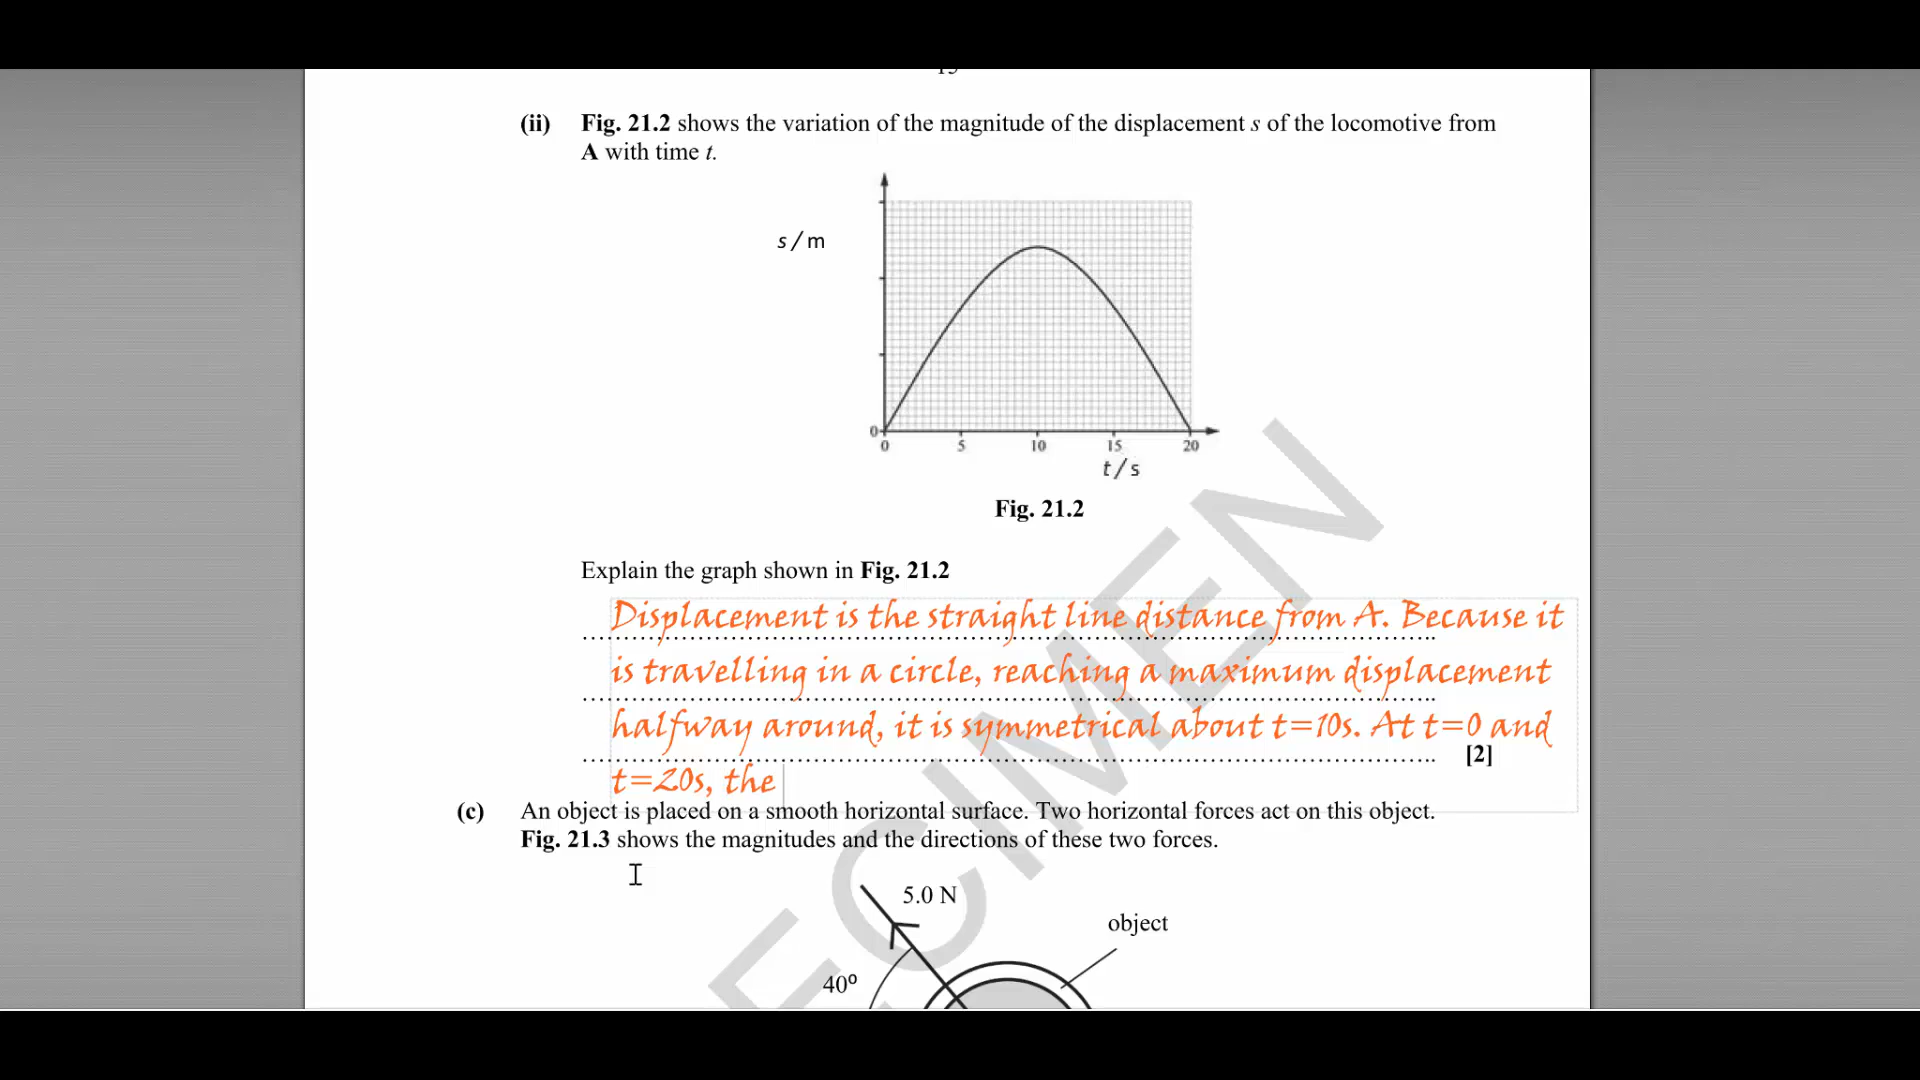 (ii) Fig. 21.2 shows the variation of the magnitude of the displacement s of the locomotive from
A with time t.
s / m
0
0 5 10 15 20
t / s
Fig. 21.2
Explain the graph shown in Fig. 21.2
Displacement is the straight line distance from A. Because it
is travelling in a circle, reaching a maximum displacement
halfway around, it is symmetrical about t=10s. At t=0 and
[2]
t=20s, the
(c) An object is placed on a smooth horizontal surface. Two horizontal forces act on this object.
Fig. 21.3 shows the magnitudes and the directions of these two forces.
5.0 N
object
40º